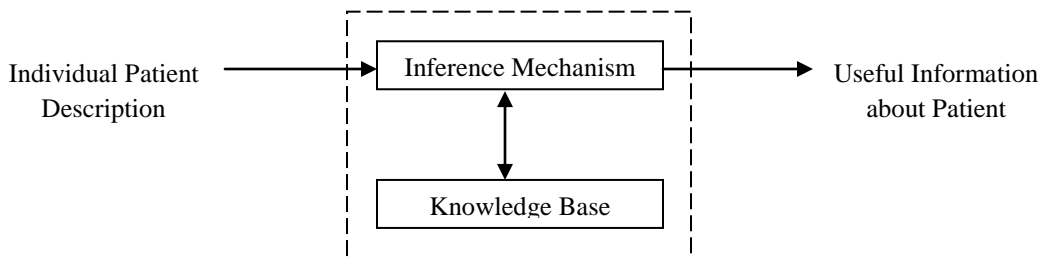 Individual Patient
Description
Inference Mechanism
Useful Information
about Patient
Knowledge Base